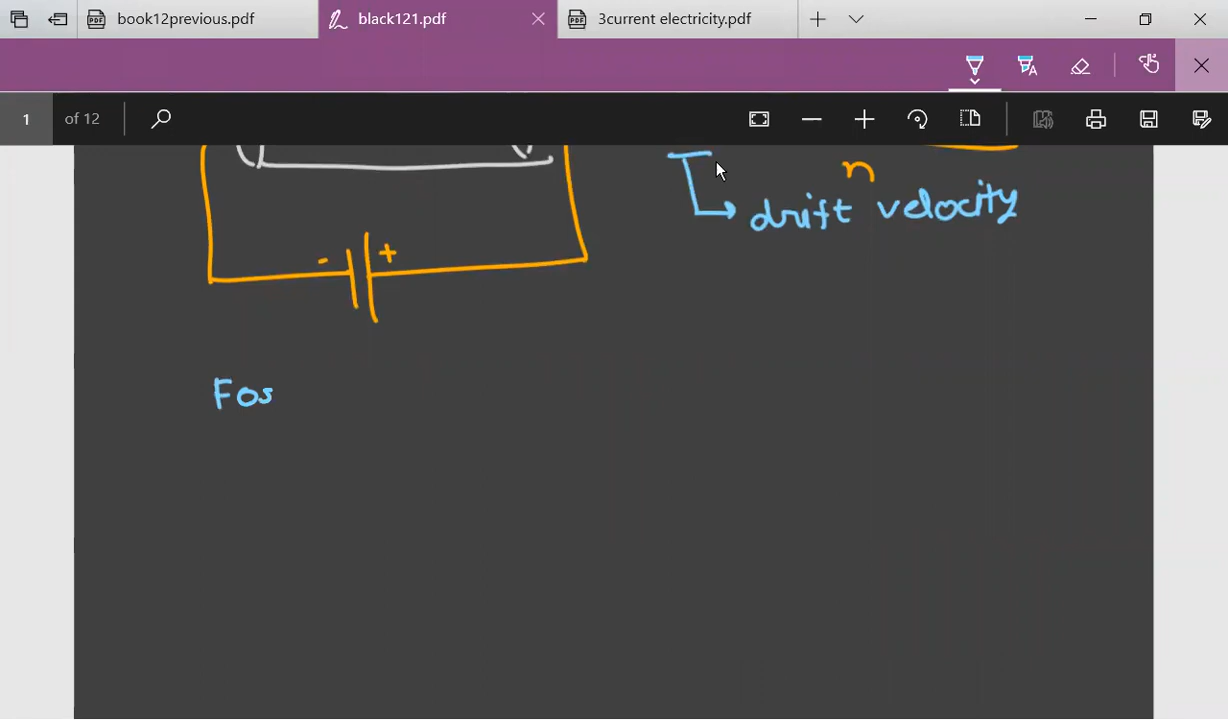 book12previous.pdf
black121.pdf
3current electricity.pdf
1 of 12
n
drift velocity
- +
Fos